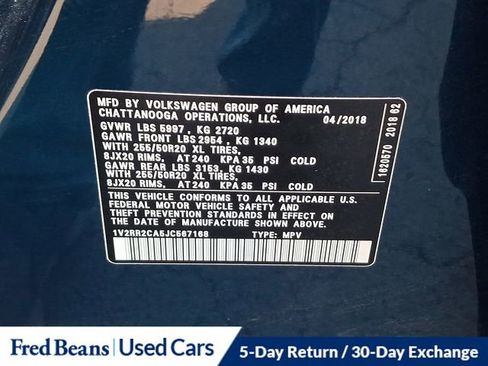 MFD BY VOLKSWAGEN GROUP OF AMERICA
CHATTANOOGA OPERATIONS, LLC. 04/2018
GVWR LBS 5997, KG 2720
GAWR FRONT LBS 2954, KG 1340
WITH 255/50R20 XL TIRES,
8JX20 RIMS, AT 240 KPA 35 PSI COLD
GAWR REAR LBS 3153, KG 1430
WITH 255/50R20 XL TIRES,
8JX20 RIMS, AT 240 KPA 35 PSI COLD
THIS VEHICLE CONFORMS TO ALL APPLICABLE U.S.
FEDERAL MOTOR VEHICLE SAFETY AND THEFT
PREVENTION STANDARDS IN EFFECT ON THE DATE
OF MANUFACTURE SHOWN ABOVE.
1V2RR2CA5JC567168 TYPE: MPV
1620570 2018 62
Fred Beans Used Cars
5-Day Return / 30-Day Exchange